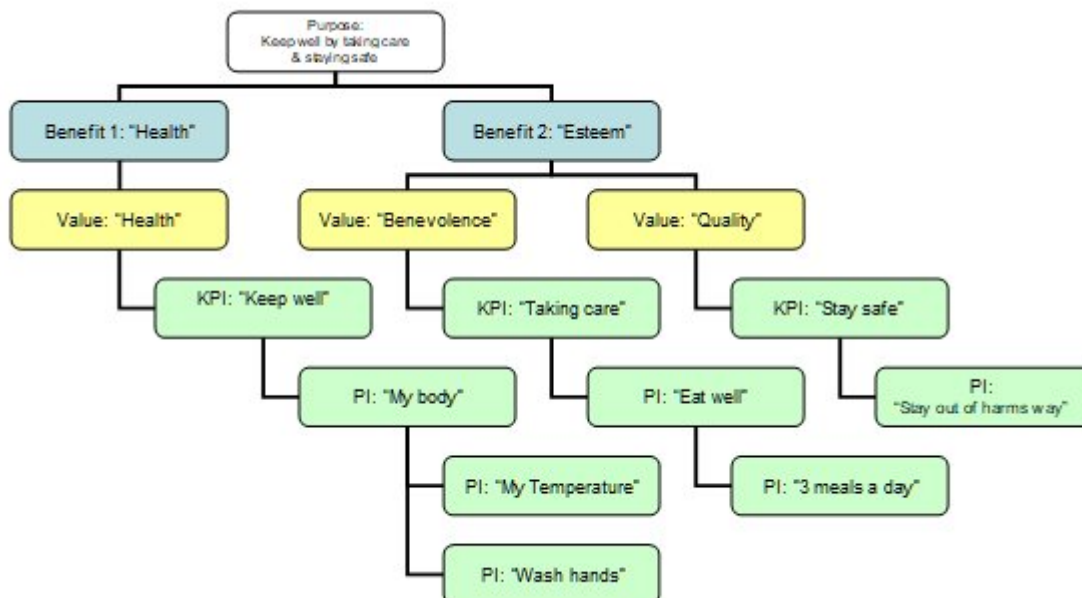 Purpose:
Keep well by taking care
& staying safe
Benefit 1: “Health”
Benefit 2: “Esteem”
Value: “Health”
Value: “Benevolence”
Value: “Quality”
KPI: “Keep well”
KPI: “Taking care”
KPI: “Stay safe”
PI: “My body”
PI: “Eat well”
PI:
“Stay out of harms way”
PI: “My Temperature”
PI: “3 meals a day”
PI: “Wash hands”